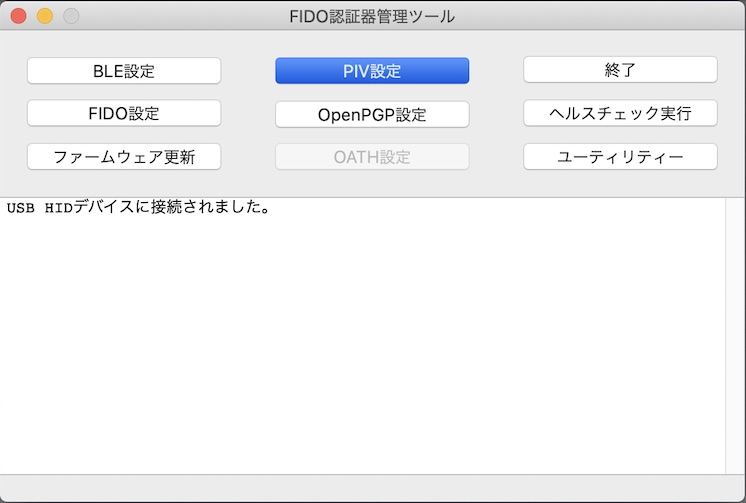 FIDO認証器管理ツール
BLE設定
PIV設定
終了
FIDO設定
OpenPGP設定
ヘルスチェック実行
ファームウェア更新
OATH設定
ユーティリティー
USB HIDデバイスに接続されました。